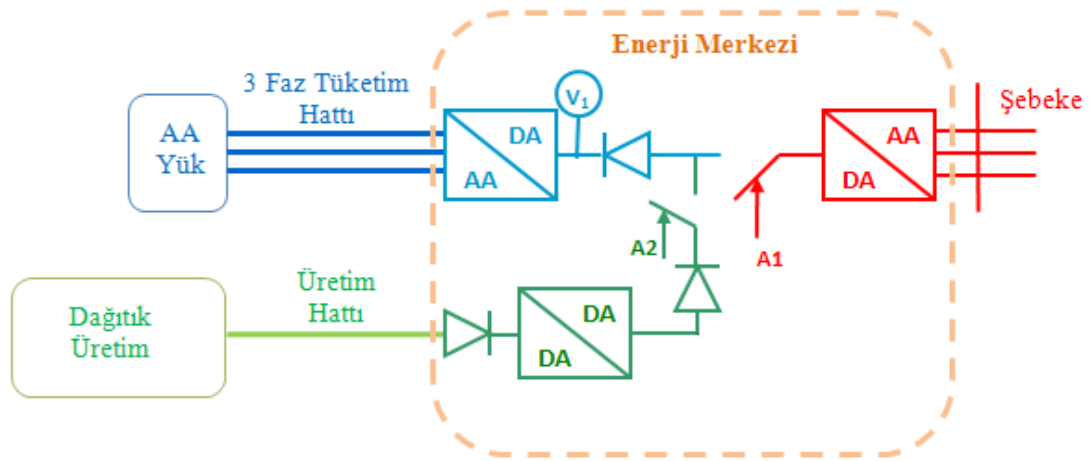 Enerji Merkezi
3 Faz Tüketim
Hattı
V1
Şebeke
AA
Yük
DA
AA
AA
DA
A2
A1
Üretim
Hattı
Dağıtık
Üretim
DA
DA